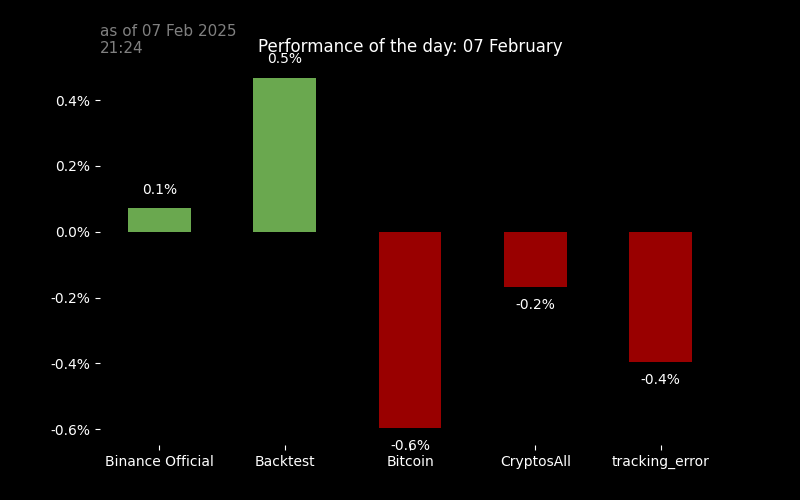 as of 07 Feb 2025
21:24
Performance of the day: 07 February
0.5%
0.4%
0.1%
0.2%
0.0%
-0.2%
-0.2%
-0.4%
-0.4%
-0.6%
-0.6%
Binance Official
Backtest
Bitcoin
CryptosAll
tracking_error